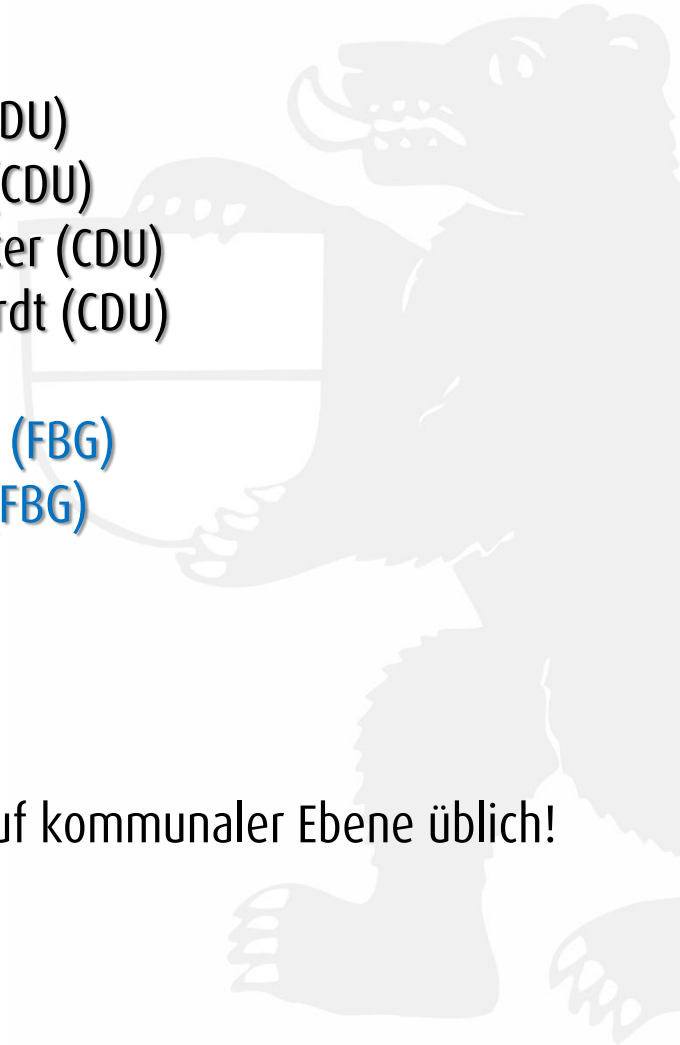 DU)
(CDU)
ter (CDU)
rdt (CDU)
(FBG)
FBG)
uf kommunaler Ebene üblich!